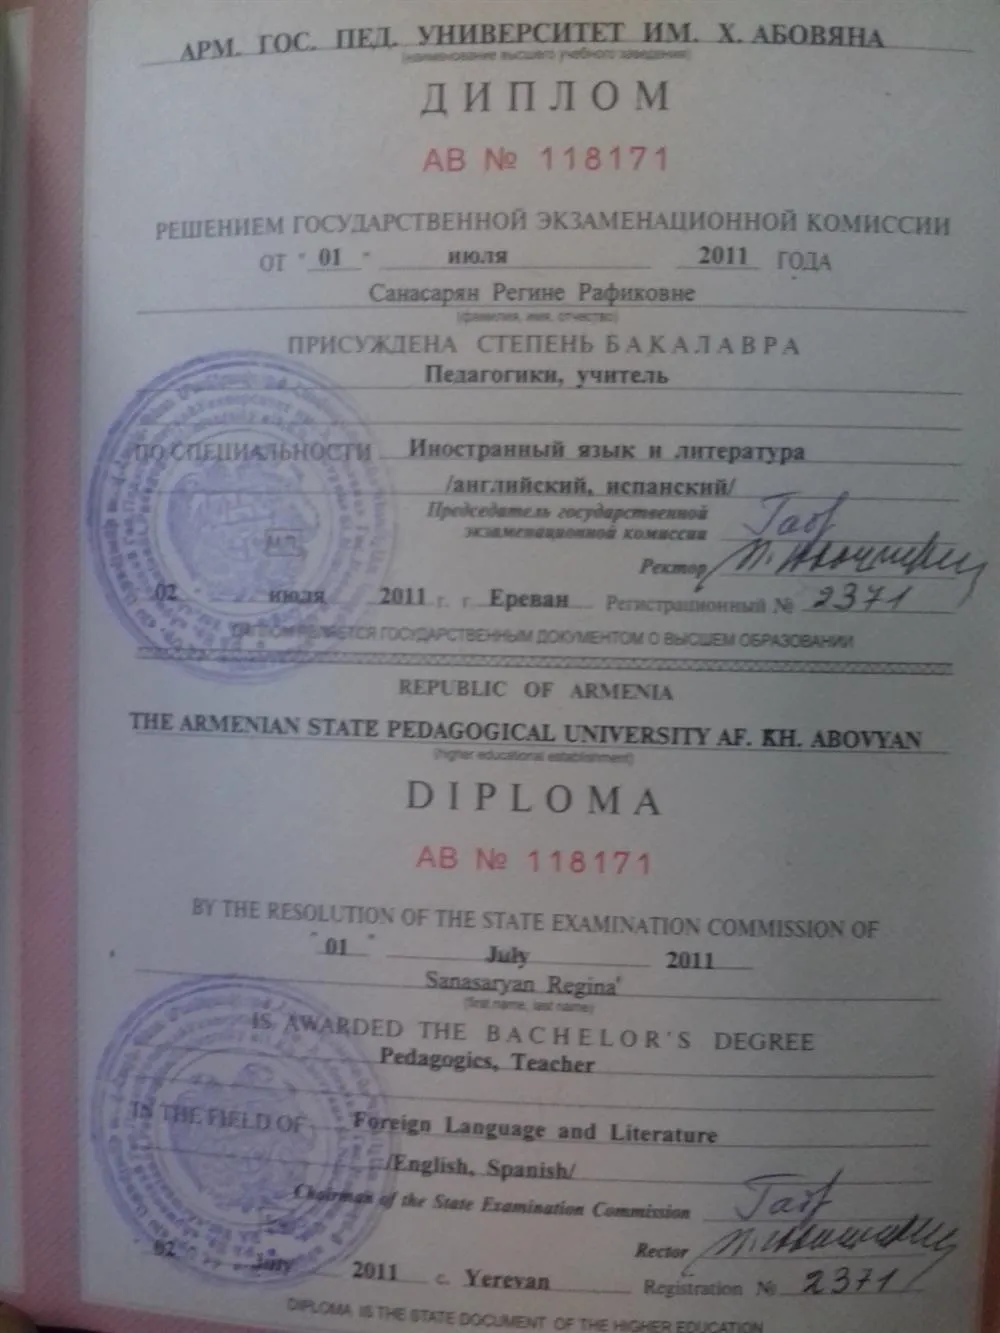 АРМ. ГОС. ПЕД. УНИВЕРСИТЕТ ИМ. Х. АБОВЯНА
(наименование высшего учебного заведения)
ДИПЛОМ
АВ № 118171
РЕШЕНИЕМ ГОСУДАРСТВЕННОЙ ЭКЗАМЕНАЦИОННОЙ КОМИССИИ
ОТ " 01 " июля 2011 ГОДА
Санасарян Регине Рафиковне
(фамилия, имя, отчество)
ПРИСУЖДЕНА СТЕПЕНЬ БАКАЛАВРА
Педагогики, учитель
ПО СПЕЦИАЛЬНОСТИ Иностранный язык и литература
/английский, испанский/
Председатель государственной
экзаменационной комиссии
М.П.
Ректор
02 июля 2011 г. г. Ереван Регистрационный № 2371
ДИПЛОМ ЯВЛЯЕТСЯ ГОСУДАРСТВЕННЫМ ДОКУМЕНТОМ О ВЫСШЕМ ОБРАЗОВАНИИ
REPUBLIC OF ARMENIA
THE ARMENIAN STATE PEDAGOGICAL UNIVERSITY AF. KH. ABOVYAN
(higher educational establishment)
DIPLOMA
АВ № 118171
BY THE RESOLUTION OF THE STATE EXAMINATION COMMISSION OF
" 01 " July 2011
Sanasaryan Regina
(first name, last name)
IS AWARDED THE BACHELOR'S DEGREE
Pedagogics, Teacher
IN THE FIELD OF Foreign Language and Literature
/English, Spanish/
Chairman of the State Examination Commission
Rector
02 July 2011 c. Yerevan Registration № 2371
DIPLOMA IS THE STATE DOCUMENT OF THE HIGHER EDUCATION